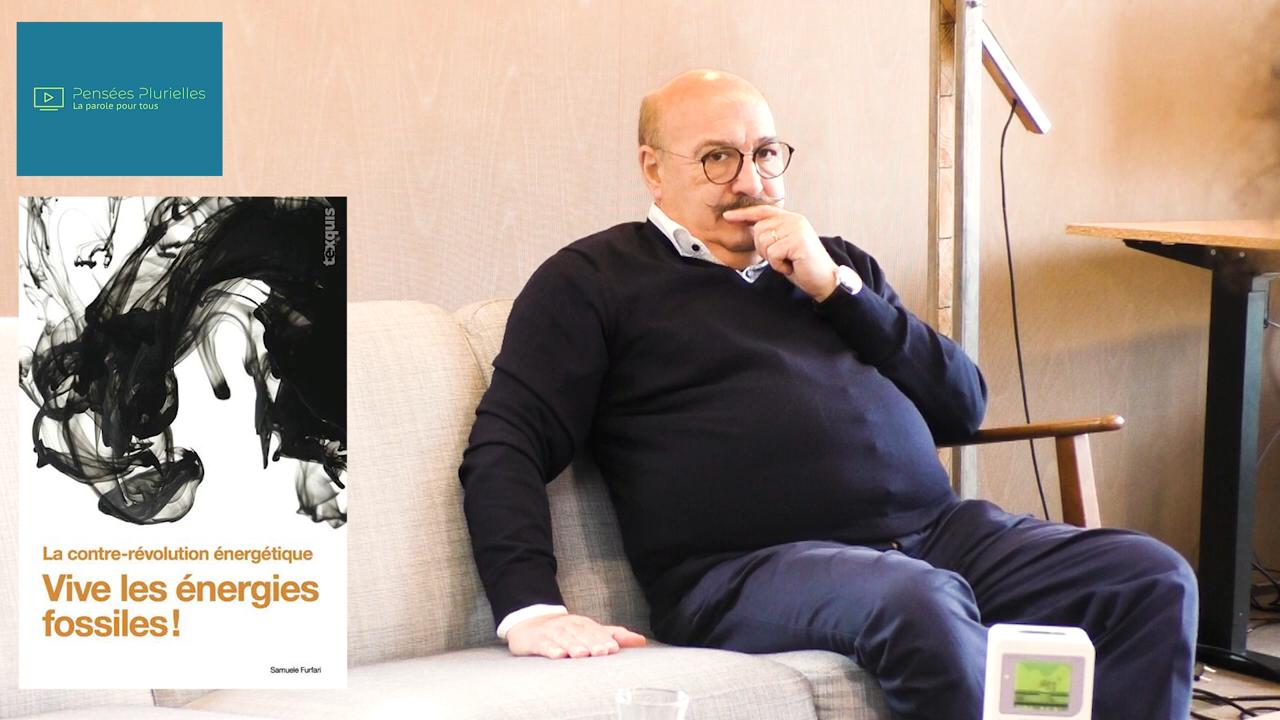 Pensées Plurielles
La parole pour tous
texquis
La contre-révolution énergétique
Vive les énergies
fossiles !
Samuele Furfari